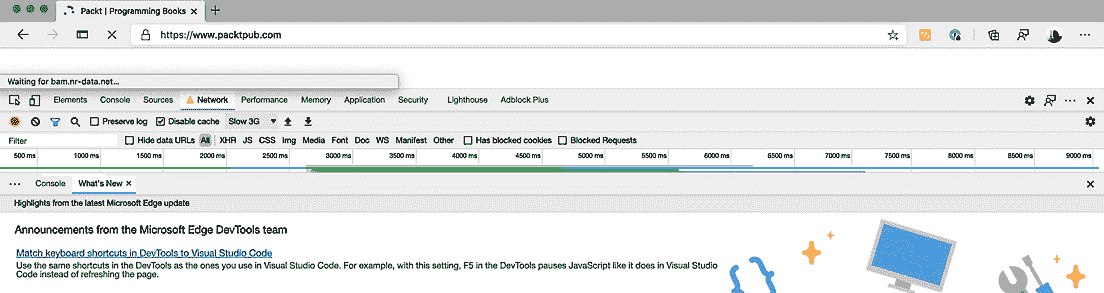 Packt | Programming Books
https://www.packtpub.com
Waiting for bam.nr-data.net...
Elements Console Sources Network Performance Memory Application Security Lighthouse Adblock Plus
Preserve log Disable cache Slow 3G
Filter Hide data URLs All XHR JS CSS Img Media Font Doc WS Manifest Other Has blocked cookies Blocked Requests
500 ms 1000 ms 1500 ms 2000 ms 2500 ms 3000 ms 3500 ms 4000 ms 4500 ms 5000 ms 5500 ms 6000 ms 6500 ms 7000 ms 7500 ms 8000 ms 8500 ms 9000 ms
Console What's New
Highlights from the latest Microsoft Edge update
Announcements from the Microsoft Edge DevTools team
Match keyboard shortcuts in DevTools to Visual Studio Code
Use the same shortcuts in the DevTools as the ones you use in Visual Studio Code. For example, with this setting, F5 in the DevTools pauses JavaScript like it does in Visual Studio
Code instead of refreshing the page.